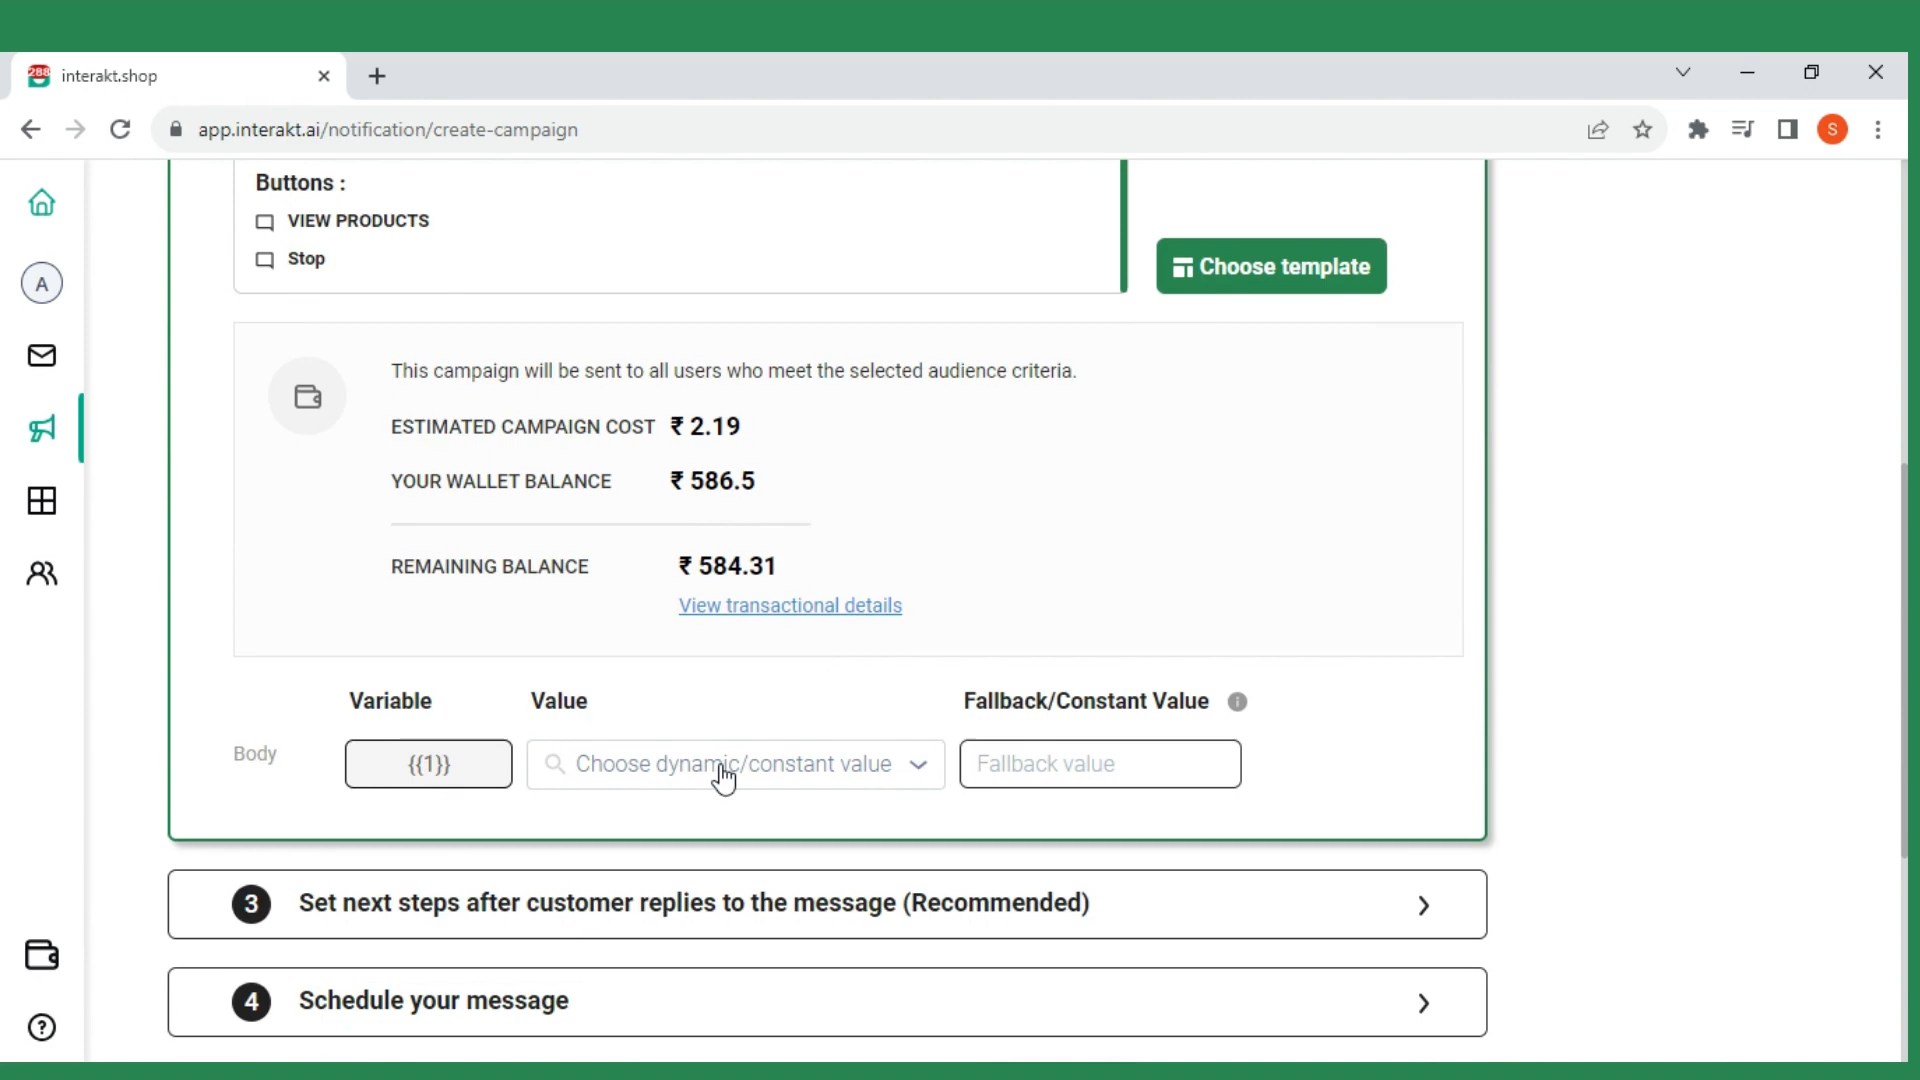 288
interakt.shop
app.interakt.ai/notification/create-campaign
S
Buttons :
VIEW PRODUCTS
Stop
Choose template
A
This campaign will be sent to all users who meet the selected audience criteria.
ESTIMATED CAMPAIGN COST ₹ 2.19
YOUR WALLET BALANCE ₹ 586.5
REMAINING BALANCE ₹ 584.31
View transactional details
Variable Value Fallback/Constant Value
Body {{1}} Choose dynamic/constant value Fallback value
3 Set next steps after customer replies to the message (Recommended)
4 Schedule your message